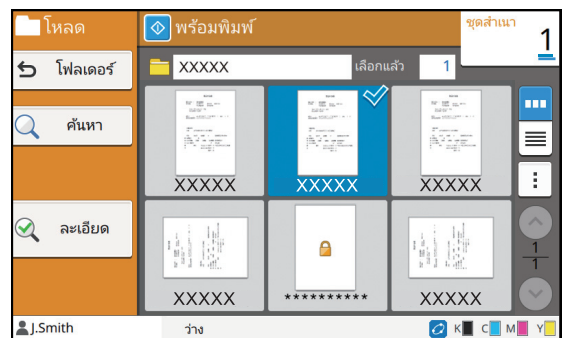 โหลด
พร้อมพิมพ์
ชุดสำเนา
1
โฟลเดอร์
XXXXX
เลือกแล้ว
1
ค้นหา
XXXXX
XXXXX
XXXXX
ละเอียด
1
1
XXXXX
**********
XXXXX
J.Smith
ว่าง
K C M Y